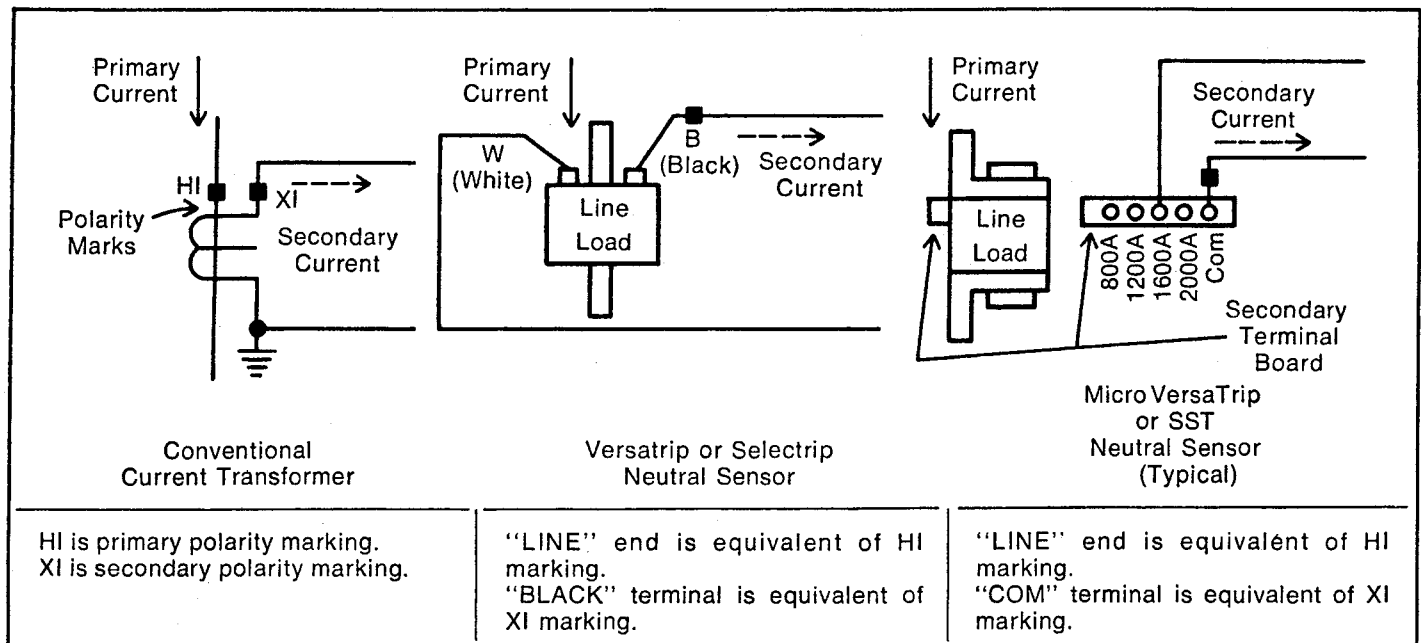 Primary
Current
HI
XI
Polarity
Marks
Secondary
Current
Conventional
Current Transformer
Primary
Current
W
(White)
B
(Black)
Secondary
Current
Line
Load
Versatrip or Selectrip
Neutral Sensor
Primary
Current
Secondary
Current
Line
Load
800A
1200A
1600A
2000A
Com
Secondary
Terminal
Board
Micro VersaTrip
or SST
Neutral Sensor
(Typical)
HI is primary polarity marking.
XI is secondary polarity marking.
“LINE” end is equivalent of HI
marking.
“BLACK” terminal is equivalent of
XI marking.
“LINE” end is equivalent of HI
marking.
“COM” terminal is equivalent of XI
marking.